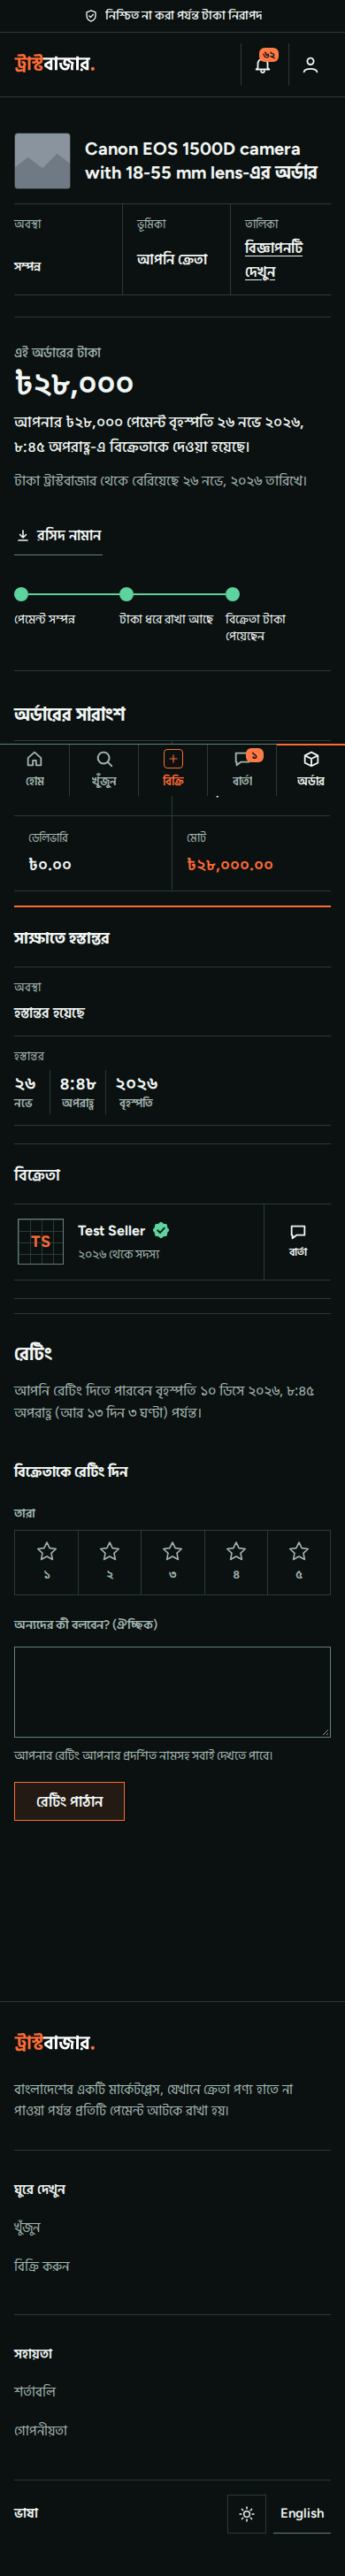 নিশ্চিত না করা পর্যন্ত টাকা নিরাপদ
ট্রাস্টবাজার.
৬২
Canon EOS 1500D camera
with 18-55 mm lens-এর অর্ডার
অবস্থা
সম্পন্ন
ভূমিকা
আপনি ক্রেতা
তালিকা
বিজ্ঞাপনটি
দেখুন
এই অর্ডারের টাকা
৳২৮,০০০
আপনার ৳২৮,০০০ পেমেন্ট বৃহস্পতি ২৬ নভে ২০২৬,
৮:৪৫ অপরাহ্ণ-এ বিক্রেতাকে দেওয়া হয়েছে।
টাকা ট্রাস্টবাজার থেকে বেরিয়েছে ২৬ নভে, ২০২৬ তারিখে।
রসিদ নামান
পেমেন্ট সম্পন্ন
টাকা ধরে রাখা আছে
বিক্রেতা টাকা
পেয়েছেন
অর্ডারের সারাংশ
হোম
খুঁজুন
বিক্রি
১
বার্তা
অর্ডার
ডেলিভারি
৳০.০০
মোট
৳২৮,০০০.০০
সাক্ষাতে হস্তান্তর
অবস্থা
হস্তান্তর হয়েছে
হস্তান্তর
২৬
নভে
৪:৪৮
অপরাহ্ণ
২০২৬
বৃহস্পতি
বিক্রেতা
TS
Test Seller
২০২৬ থেকে সদস্য
বার্তা
রেটিং
আপনি রেটিং দিতে পারবেন বৃহস্পতি ১০ ডিসে ২০২৬, ৮:৪৫
অপরাহ্ণ (আর ১৩ দিন ৩ ঘণ্টা) পর্যন্ত।
বিক্রেতাকে রেটিং দিন
তারা
১
২
৩
৪
৫
অন্যদের কী বলবেন? (ঐচ্ছিক)
আপনার রেটিং আপনার প্রদর্শিত নামসহ সবাই দেখতে পাবে।
রেটিং পাঠান
ট্রাস্টবাজার.
বাংলাদেশের একটি মার্কেটপ্লেস, যেখানে ক্রেতা পণ্য হাতে না
পাওয়া পর্যন্ত প্রতিটি পেমেন্ট আটকে রাখা হয়।
ঘুরে দেখুন
খুঁজুন
বিক্রি করুন
সহায়তা
শর্তাবলি
গোপনীয়তা
ভাষা
English